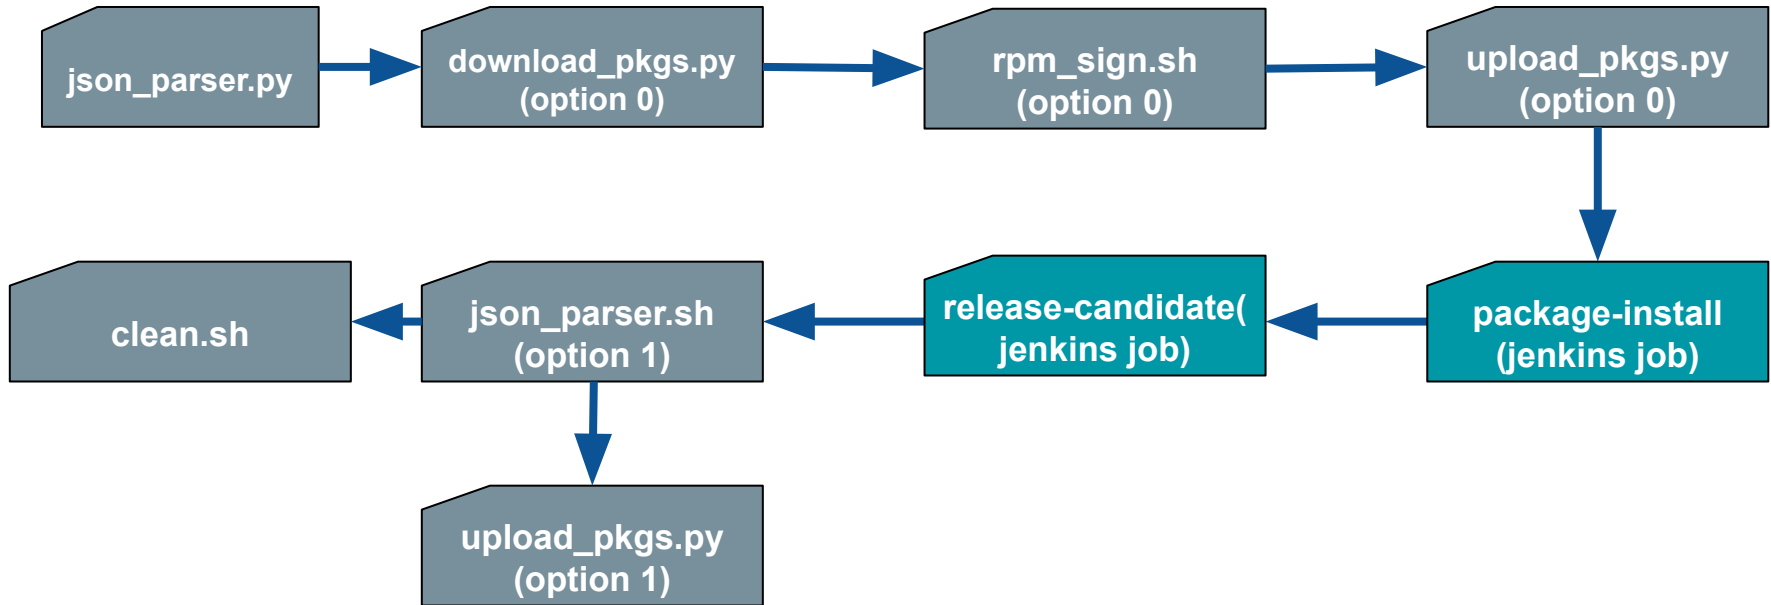 json_parser.py
download_pkgs.py
(option 0)
rpm_sign.sh
(option 0)
upload_pkgs.py
(option 0)
clean.sh
json_parser.sh
(option 1)
release-candidate(
jenkins job)
package-install
(jenkins job)
upload_pkgs.py
(option 1)